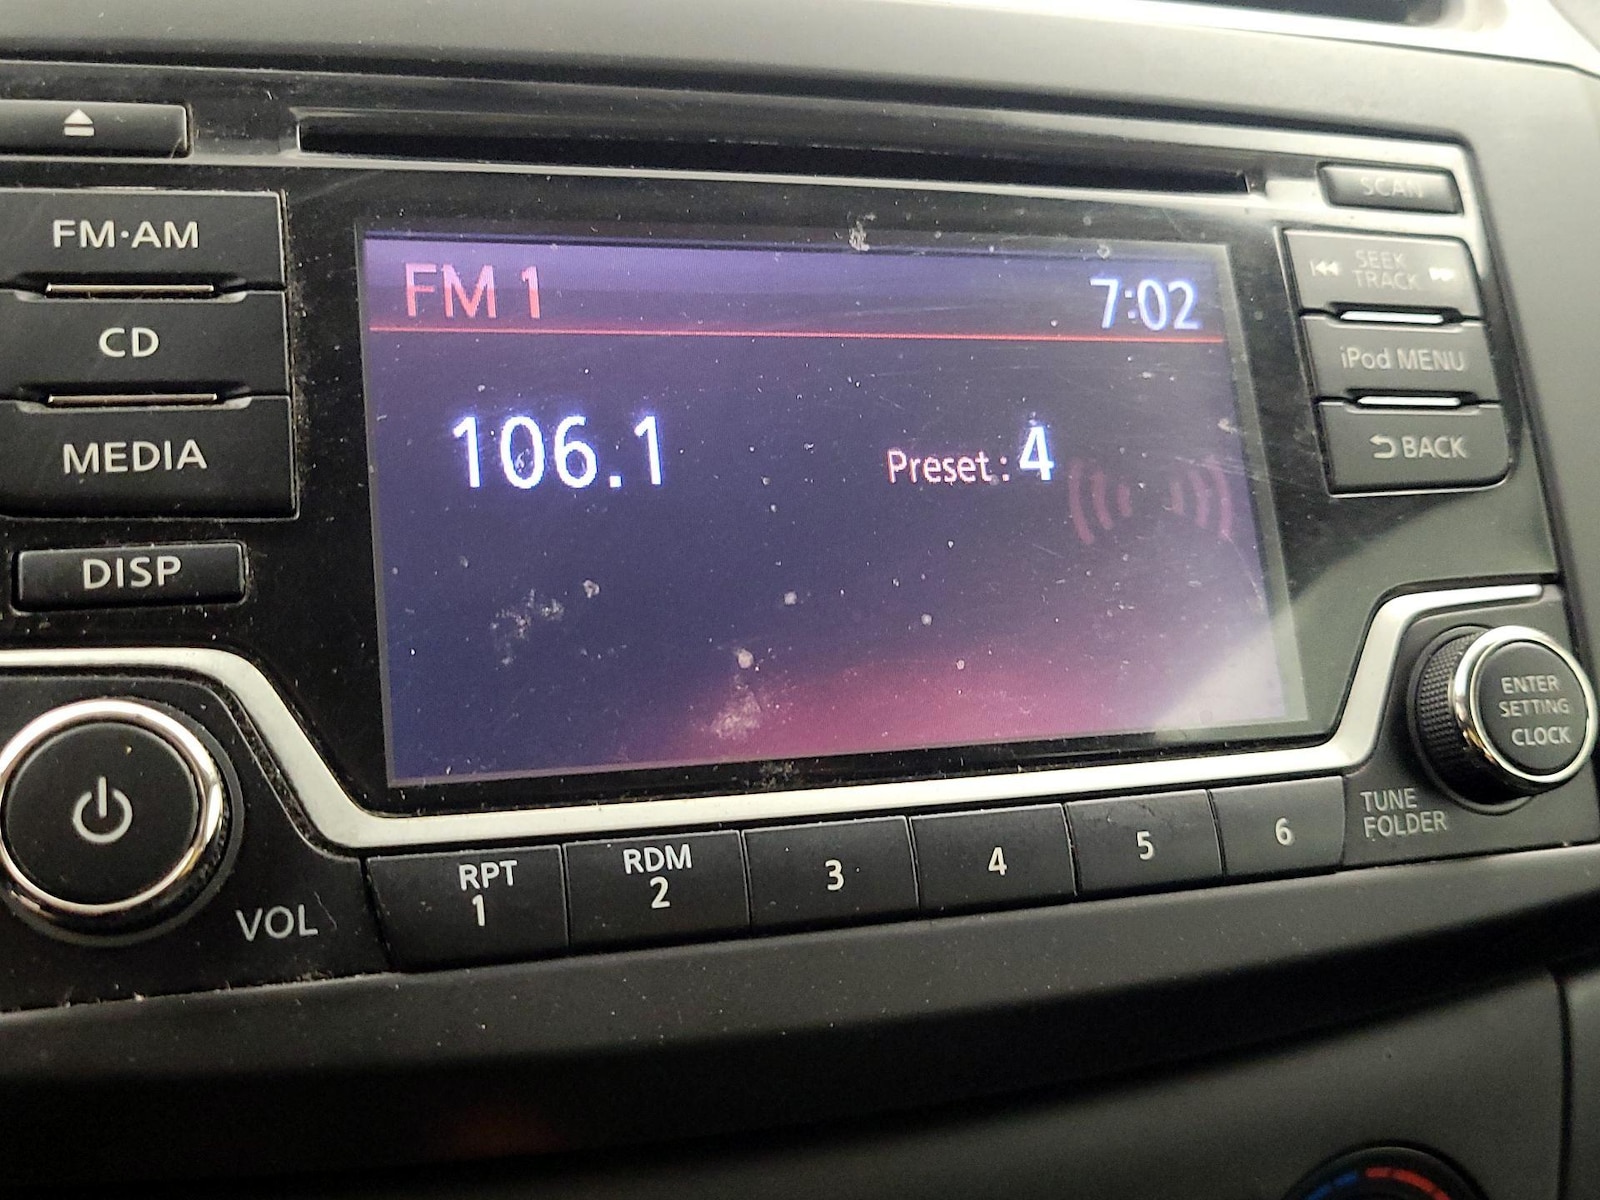 SCAN
FM·AM
SEEK
TRACK
FM 1
7:02
CD
iPod MENU
106.1
Preset : 4
BACK
MEDIA
DISP
ENTER
SETTING
CLOCK
TUNE
FOLDER
VOL
RPT
1
RDM
2
3
4
5
6